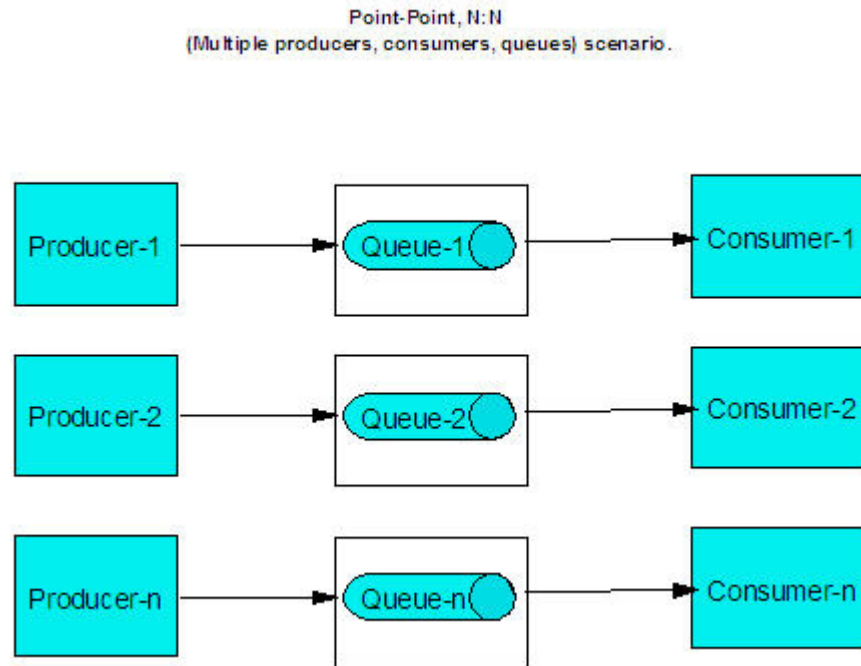 Point-Point, N:N
(Multiple producers, consumers, queues) scenario.
Producer-1
Queue-1
Consumer-1
Producer-2
Queue-2
Consumer-2
Producer-n
Queue-n
Consumer-n